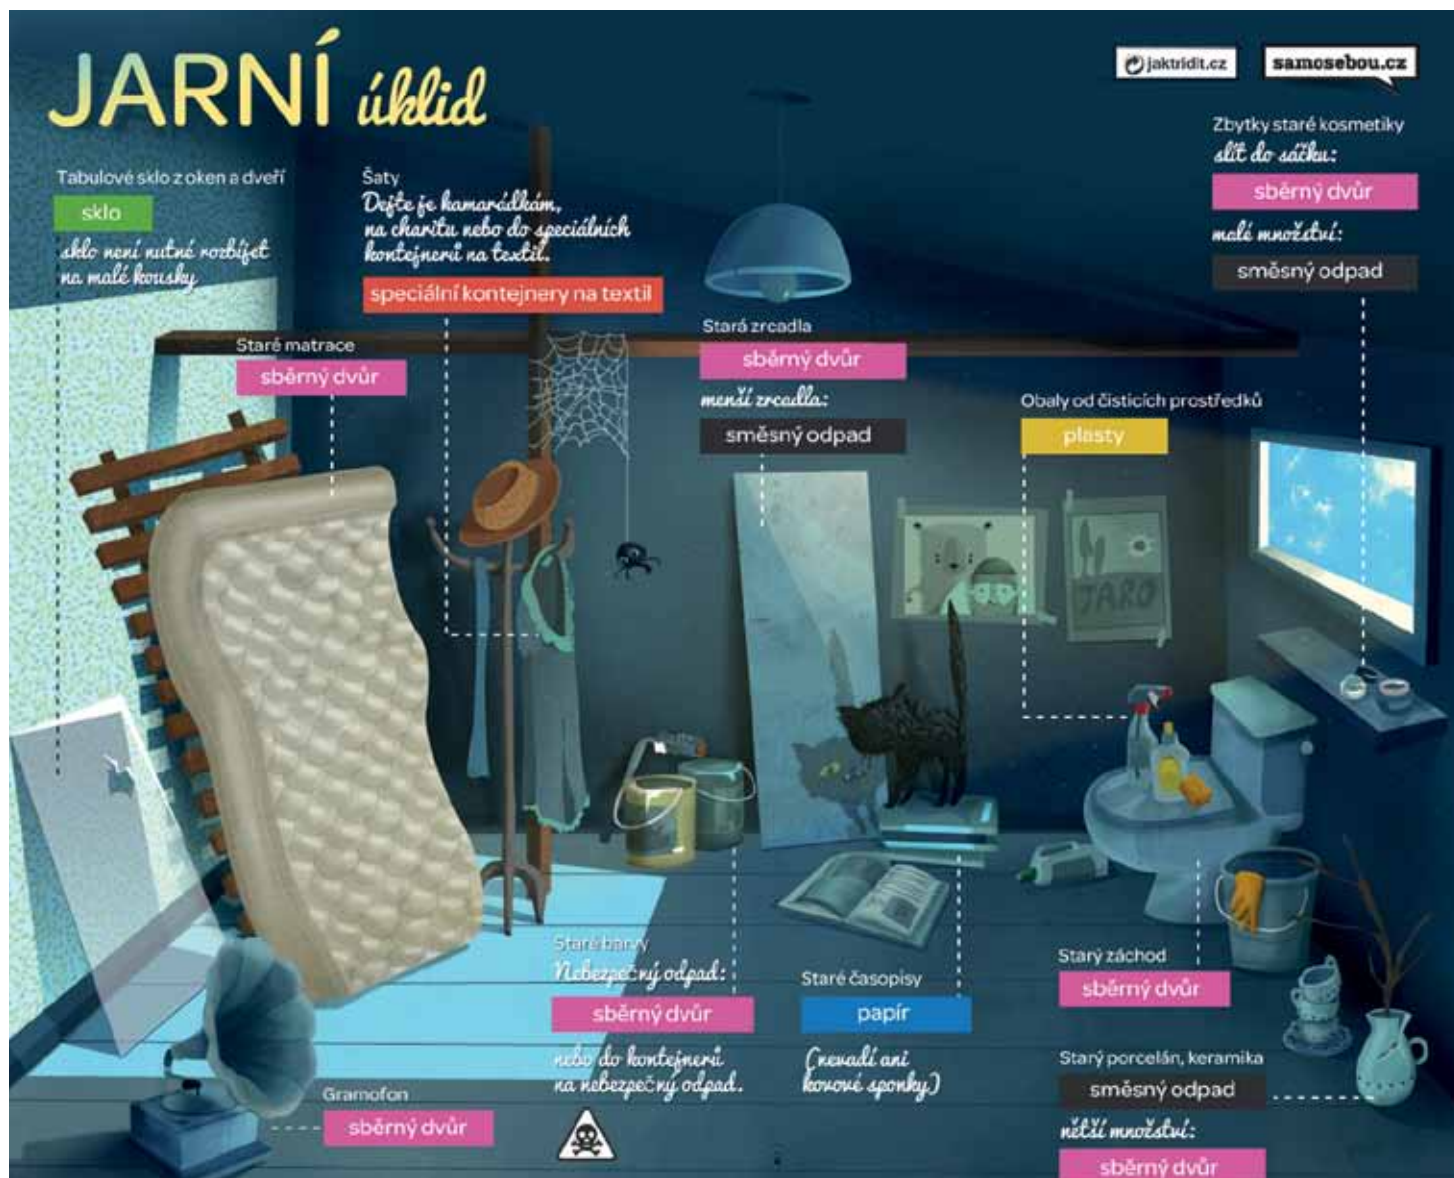 JARNÍ úklid
jaktridit.cz
samosebou.cz
Tabulové sklo z oken a dveří
sklo
sklo není nutné rozbíjet
na malé kousky
Šaty
Dejte je kamarádkám,
na charitu nebo do speciálních
kontejnerů na textil.
speciální kontejnery na textil
Zbytky staré kosmetiky
slít do sáčku:
sběrný dvůr
malé množství:
směsný odpad
Staré matrace
sběrný dvůr
Stará zrcadla
sběrný dvůr
menší zrcadla:
směsný odpad
Obaly od čisticích prostředků
plasty
JARO
Staré barvy
Nebezpečný odpad:
sběrný dvůr
nebo do kontejnerů
na nebezpečný odpad.
Staré časopisy
papír
(nevadí ani
kovové sponky)
Starý záchod
sběrný dvůr
Starý porcelán, keramika
směsný odpad
nětší množství:
sběrný dvůr
Gramofon
sběrný dvůr